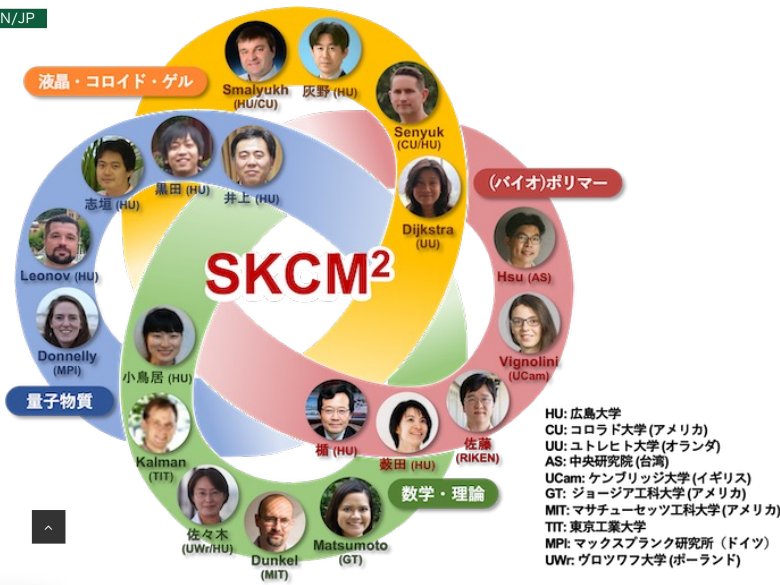 N/JP
液晶・コロイド・ゲル
Smalyukh
(HU/CU)
灰野 (HU)
Senyuk
(CU/HU)
Dijkstra
(UU)
志垣 (HU)
黒田 (HU)
井上 (HU)
(バイオ)ポリマー
Leonov (HU)
SKCM²
Hsu (AS)
Donnelly
(MPI)
Vignolini
(UCam)
小鳥居 (HU)
量子物質
楯 (HU)
薮田 (HU)
佐藤
(RIKEN)
Kalman
(TIT)
数学・理論
佐々木
(UWr/HU)
Dunkel
(MIT)
Matsumoto
(GT)
HU: 広島大学
CU: コロラド大学 (アメリカ)
UU: ユトレヒト大学 (オランダ)
AS: 中央研究院 (台湾)
UCam: ケンブリッジ大学 (イギリス)
GT: ジョージア工科大学 (アメリカ)
MIT: マサチューセッツ工科大学 (アメリカ)
TIT: 東京工業大学
MPI: マックスプランク研究所（ドイツ）
UWr: ヴロツワフ大学 (ポーランド)